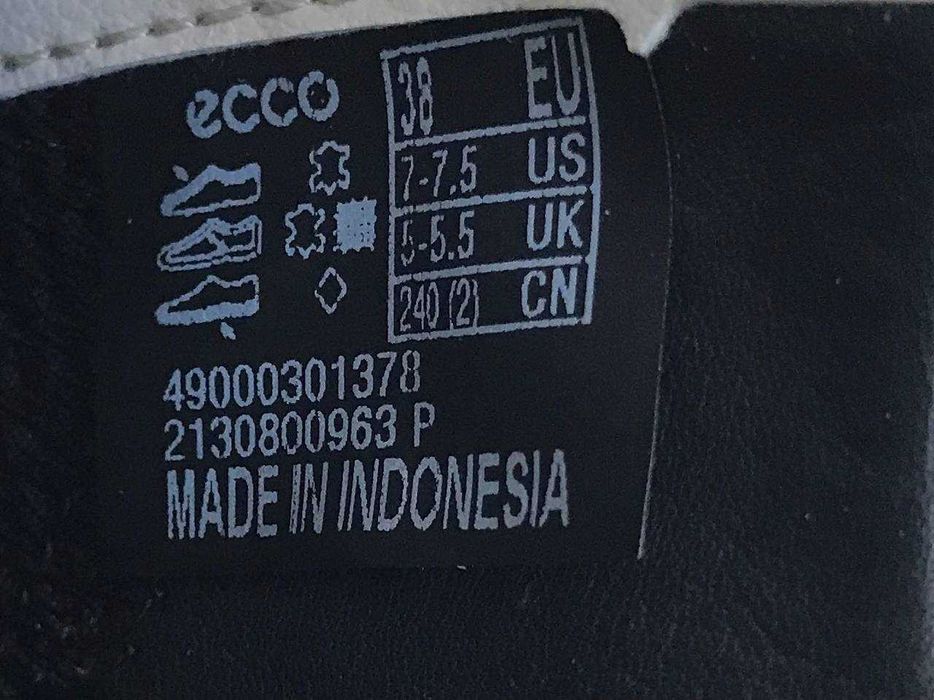 ecco
38 EU
7-7.5 US
5-5.5 UK
240 (2) CN
49000301378
2130800963 P
MADE IN INDONESIA